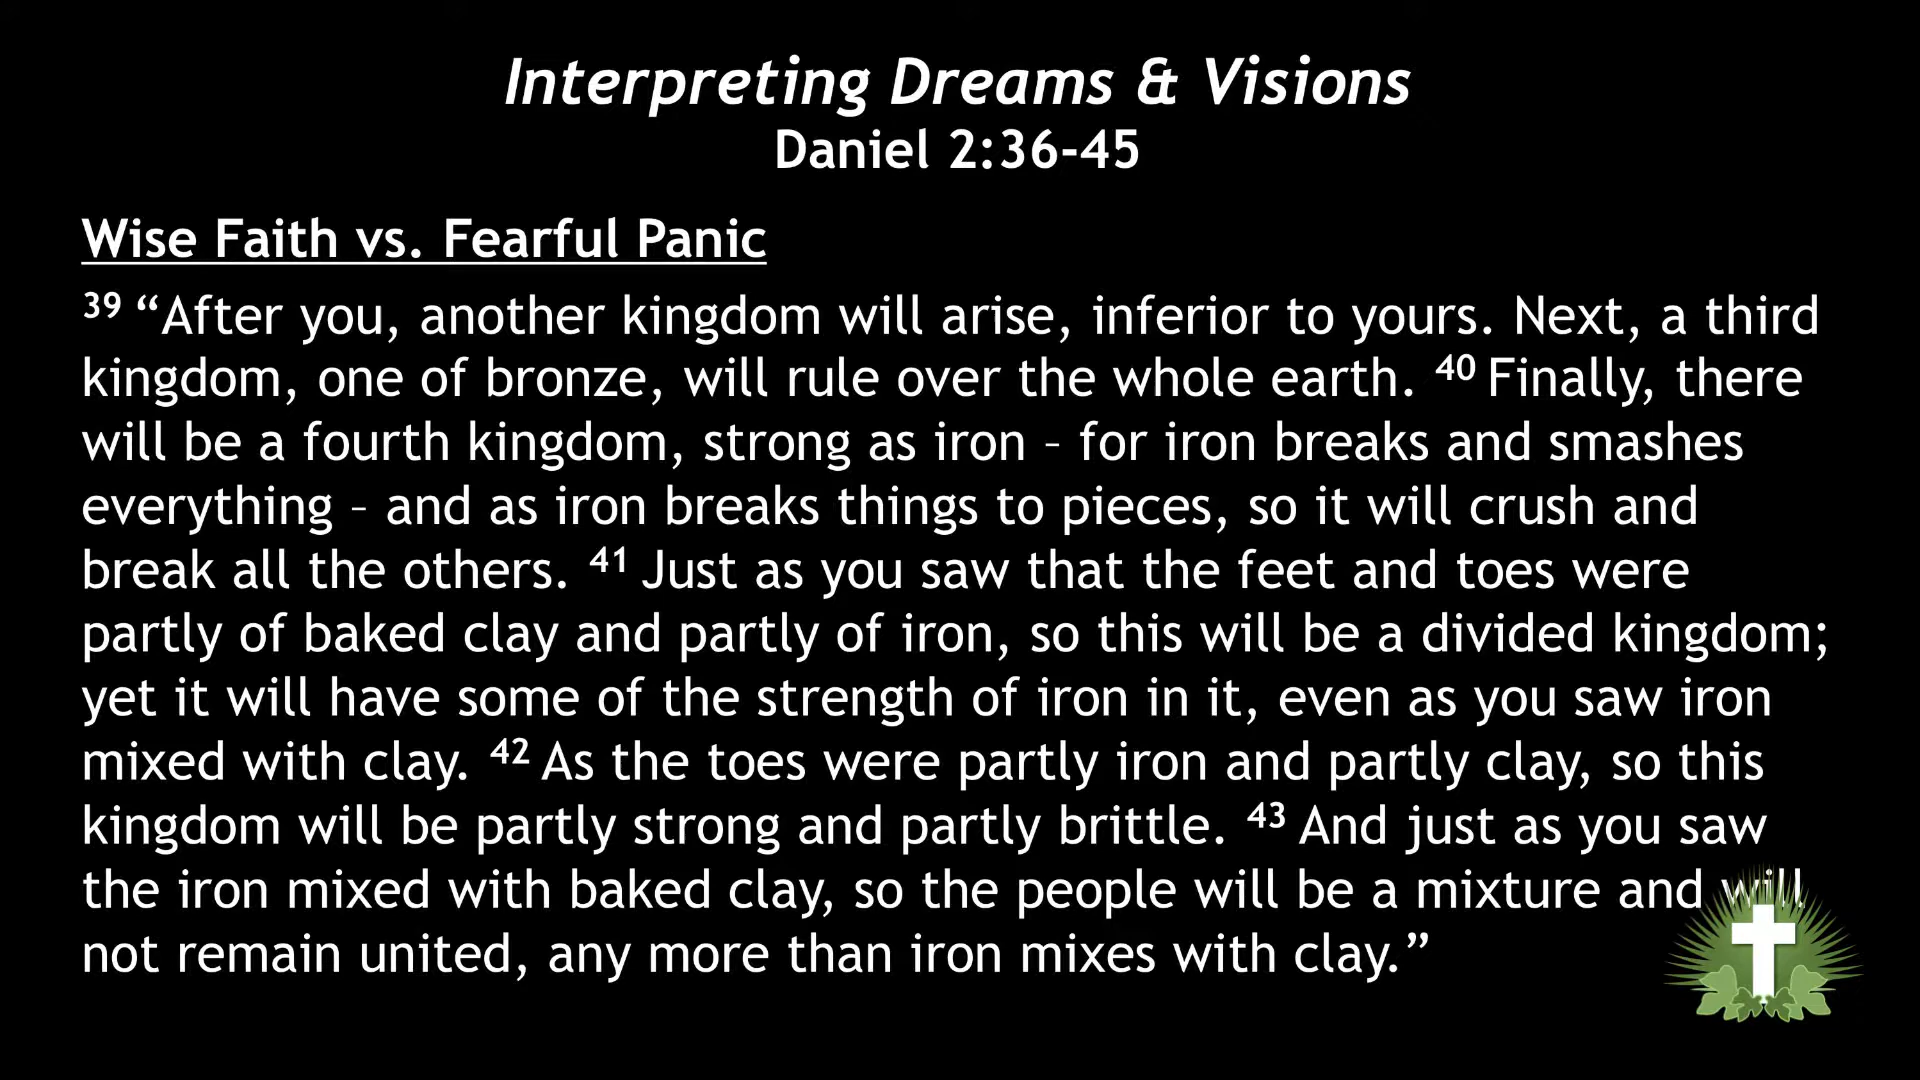 Interpreting Dreams & Visions
Daniel 2:36-45
Wise Faith vs. Fearful Panic
39 “After you, another kingdom will arise, inferior to yours. Next, a third
kingdom, one of bronze, will rule over the whole earth. 40 Finally, there
will be a fourth kingdom, strong as iron – for iron breaks and smashes
everything – and as iron breaks things to pieces, so it will crush and
break all the others. 41 Just as you saw that the feet and toes were
partly of baked clay and partly of iron, so this will be a divided kingdom;
yet it will have some of the strength of iron in it, even as you saw iron
mixed with clay. 42 As the toes were partly iron and partly clay, so this
kingdom will be partly strong and partly brittle. 43 And just as you saw
the iron mixed with baked clay, so the people will be a mixture and will
not remain united, any more than iron mixes with clay.”